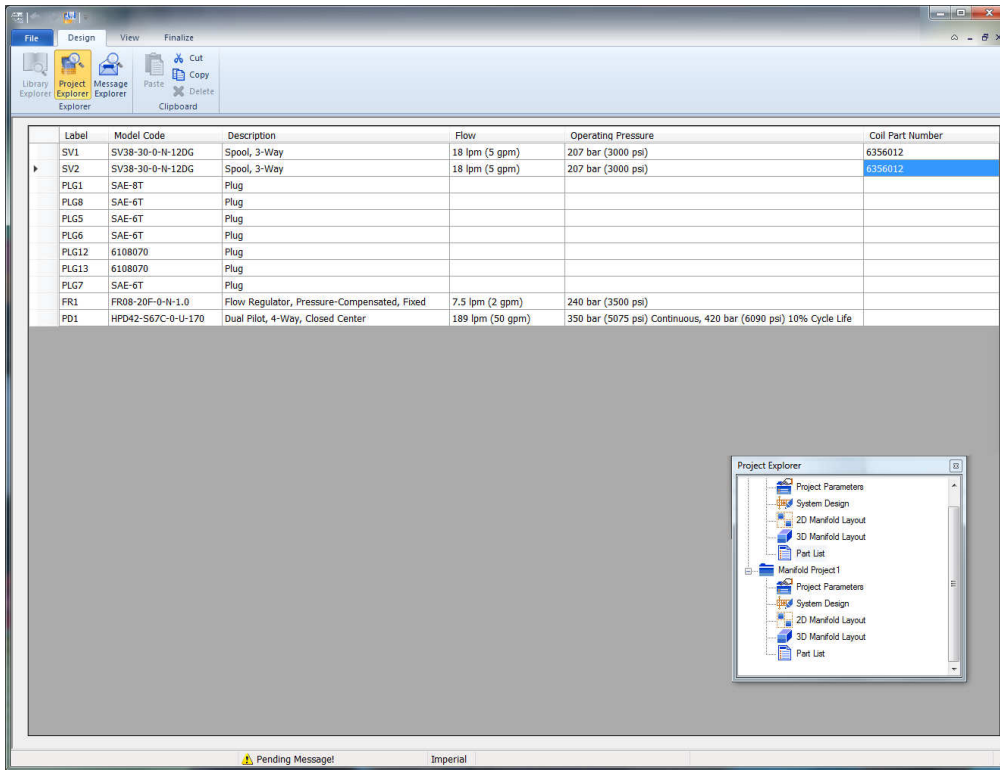 File Design View Finalize
Library Explorer Project Explorer Message Explorer Paste Cut
Copy
Delete
Explorer Clipboard
Label Model Code Description Flow Operating Pressure Coil Part Number
SV1 SV38-30-0-N-12DG Spool, 3-Way 18 lpm (5 gpm) 207 bar (3000 psi) 6356012
SV2 SV38-30-0-N-12DG Spool, 3-Way 18 lpm (5 gpm) 207 bar (3000 psi) 6356012
PLG1 SAE-8T Plug
PLG8 SAE-6T Plug
PLG5 SAE-6T Plug
PLG6 SAE-6T Plug
PLG12 6108070 Plug
PLG13 6108070 Plug
PLG7 SAE-6T Plug
FR1 FR08-20F-0-N-1.0 Flow Regulator, Pressure-Compensated, Fixed 7.5 lpm (2 gpm) 240 bar (3500 psi)
PD1 HPD42-S67C-0-U-170 Dual Pilot, 4-Way, Closed Center 189 lpm (50 gpm) 350 bar (5075 psi) Continuous, 420 bar (6090 psi) 10% Cycle Life
Project Explorer
Project Parameters
System Design
2D Manifold Layout
3D Manifold Layout
Part List
Manifold Project1
Project Parameters
System Design
2D Manifold Layout
3D Manifold Layout
Part List
Pending Message! Imperial